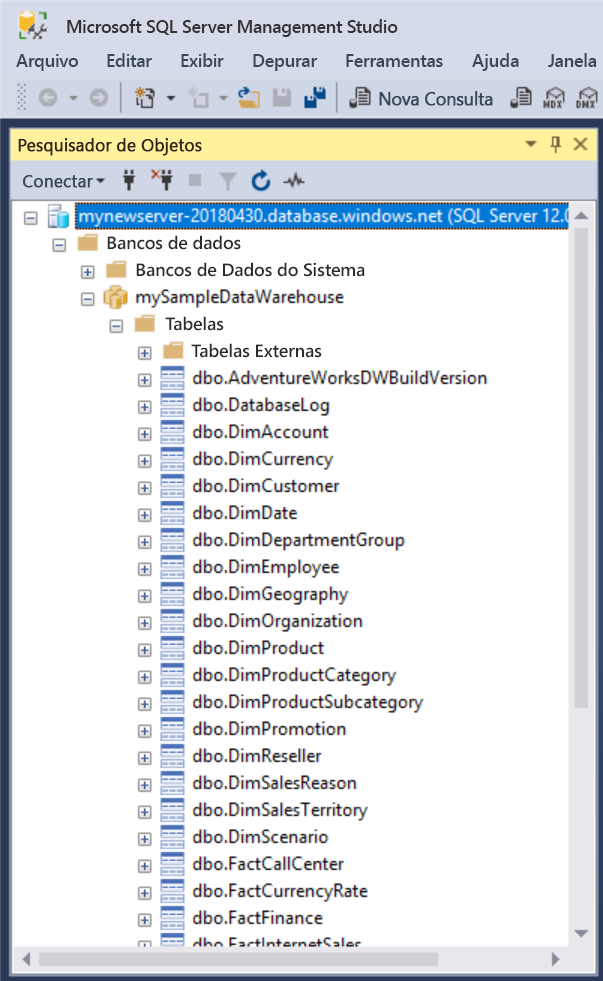 Microsoft SQL Server Management Studio
Arquivo Editar Exibir Depurar Ferramentas Ajuda Janela
Nova Consulta MDX DMX
Pesquisador de Objetos
Conectar
mynewserver-20180430.database.windows.net (SQL Server 12.0
Bancos de dados
Bancos de Dados do Sistema
mySampleDataWarehouse
Tabelas
Tabelas Externas
dbo.AdventureWorksDWBuildVersion
dbo.DatabaseLog
dbo.DimAccount
dbo.DimCurrency
dbo.DimCustomer
dbo.DimDate
dbo.DimDepartmentGroup
dbo.DimEmployee
dbo.DimGeography
dbo.DimOrganization
dbo.DimProduct
dbo.DimProductCategory
dbo.DimProductSubcategory
dbo.DimPromotion
dbo.DimReseller
dbo.DimSalesReason
dbo.DimSalesTerritory
dbo.DimScenario
dbo.FactCallCenter
dbo.FactCurrencyRate
dbo.FactFinance
dbo.FactInternetSales